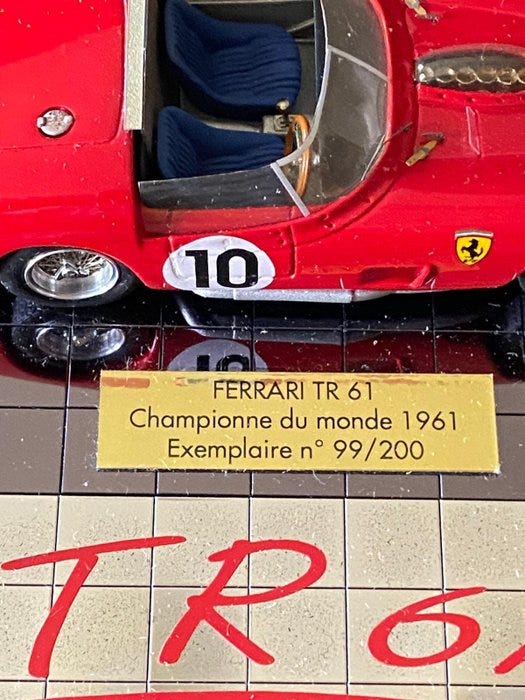 10
FERRARI TR 61
Championne du monde 1961
Exemplaire n° 99/200
TR 6